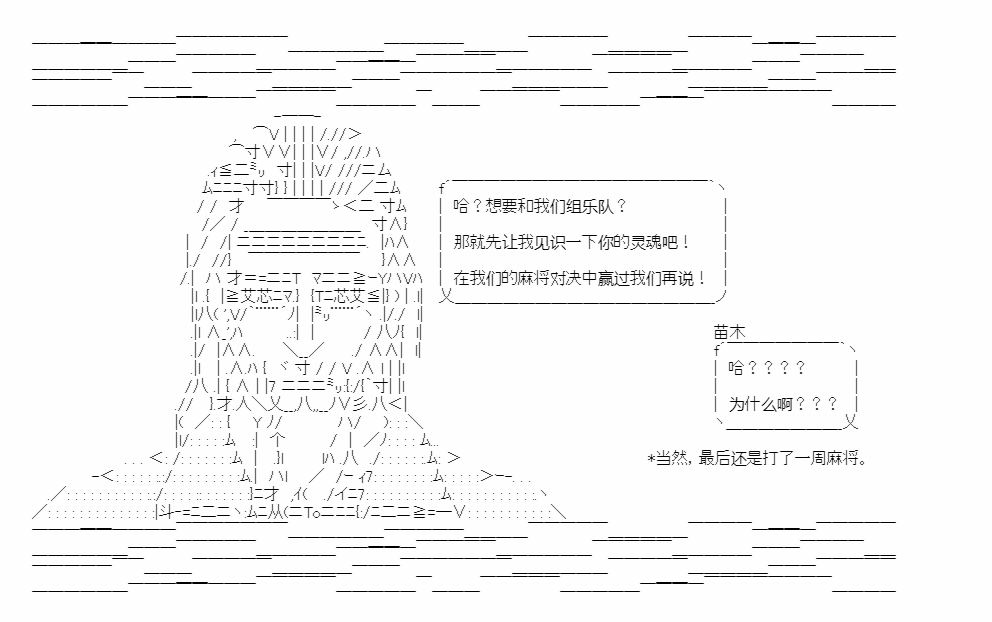 哈？想要和我们组乐队？
那就先让我见识一下你的灵魂吧！
在我们的麻将对决中赢过我们再说！
苗木
哈？？？？
为什么啊？？？
*当然，最后还是打了一周麻将。